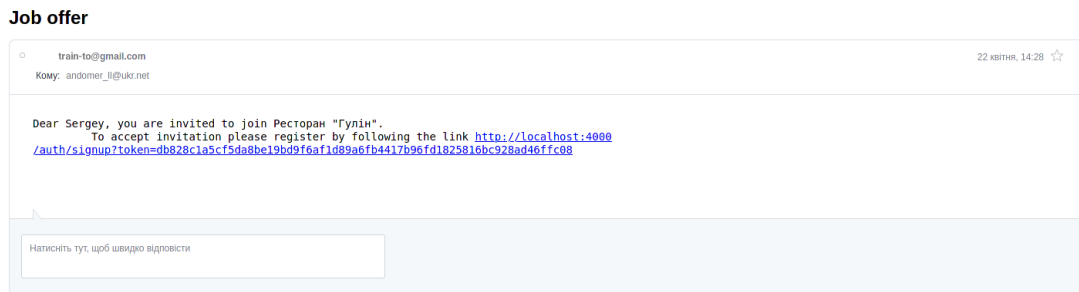 Job offer
train-to@gmail.com
22 квітня, 14:28
Кому: andomer_li@ukr.net
Dear Sergey, you are invited to join Ресторан "Гулін".
To accept invitation please register by following the link http://localhost:4000
/auth/signup?token=db828c1a5cf5da8be19bd9f6af1d89a6fb4417b96fd1825816bc928ad46ffc08
Натисніть тут, щоб швидко відповісти